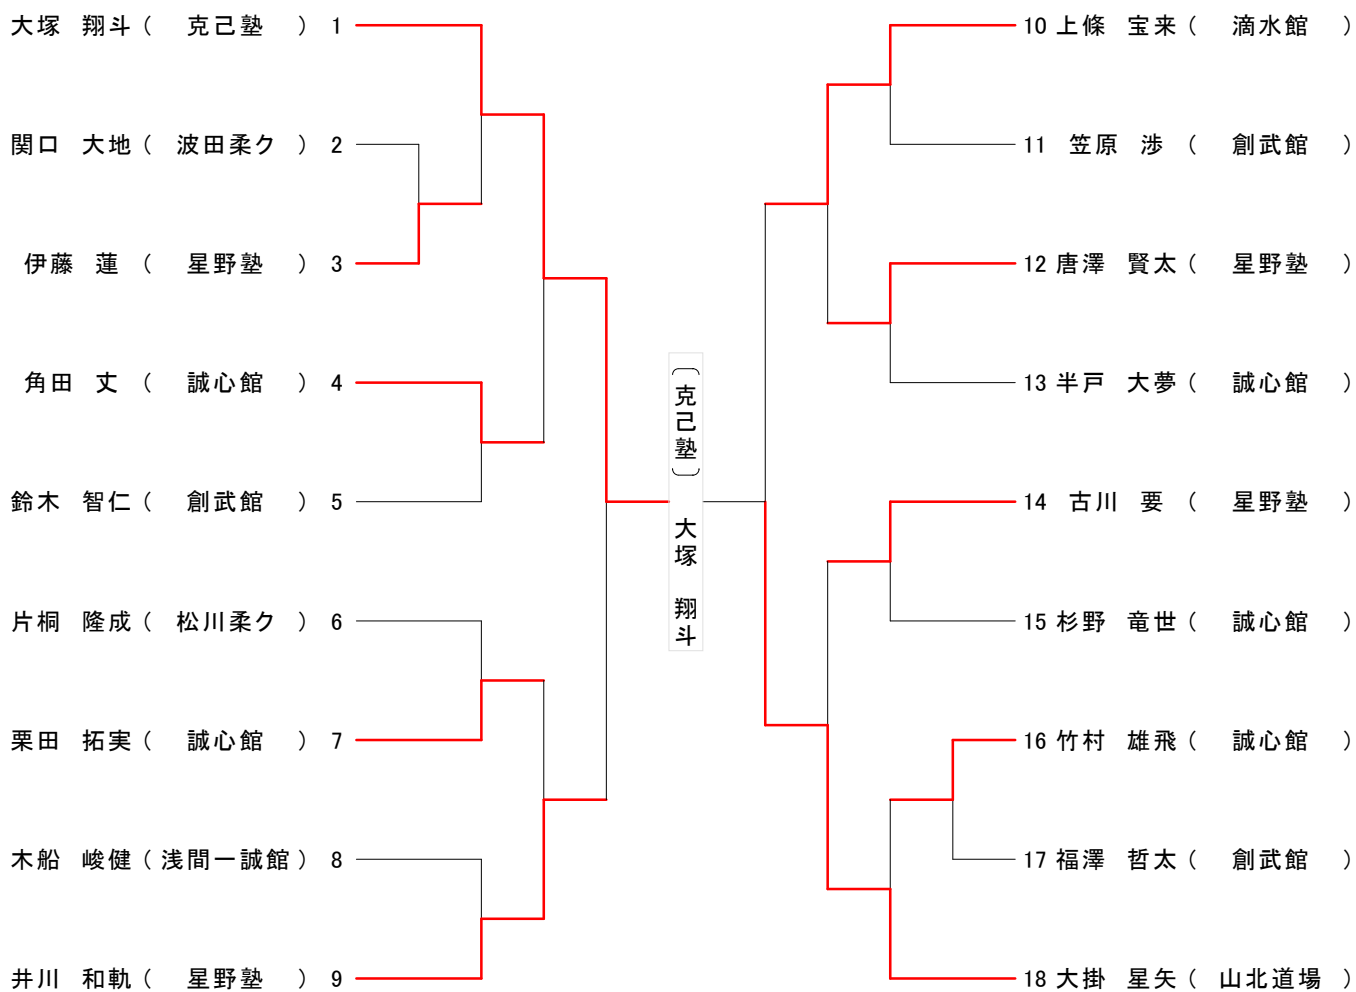 大塚 翔斗 ( 克己塾 ) 1
関口 大地 ( 波田柔ク ) 2
伊藤 蓮 ( 星野塾 ) 3
角田 丈 ( 誠心館 ) 4
鈴木 智仁 ( 創武館 ) 5
片桐 隆成 ( 松川柔ク ) 6
栗田 拓実 ( 誠心館 ) 7
木船 峻健 ( 浅間一誠館 ) 8
井川 和軌 ( 星野塾 ) 9
(克己塾) 大塚 翔斗
10 上條 宝来 ( 滴水館 )
11 笠原 渉 ( 創武館 )
12 唐澤 賢太 ( 星野塾 )
13 半戸 大夢 ( 誠心館 )
14 古川 要 ( 星野塾 )
15 杉野 竜世 ( 誠心館 )
16 竹村 雄飛 ( 誠心館 )
17 福澤 哲太 ( 創武館 )
18 大掛 星矢 ( 山北道場 )